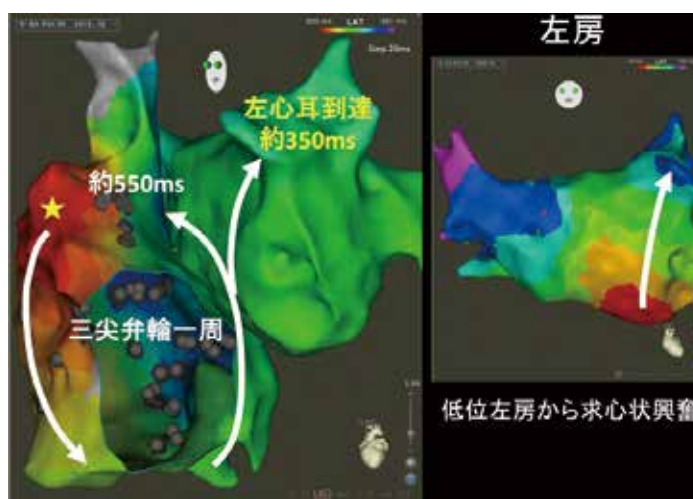 左房
LAT
左心耳到達
約350ms
約550ms
三尖弁輪一周
低位左房から求心状興奮